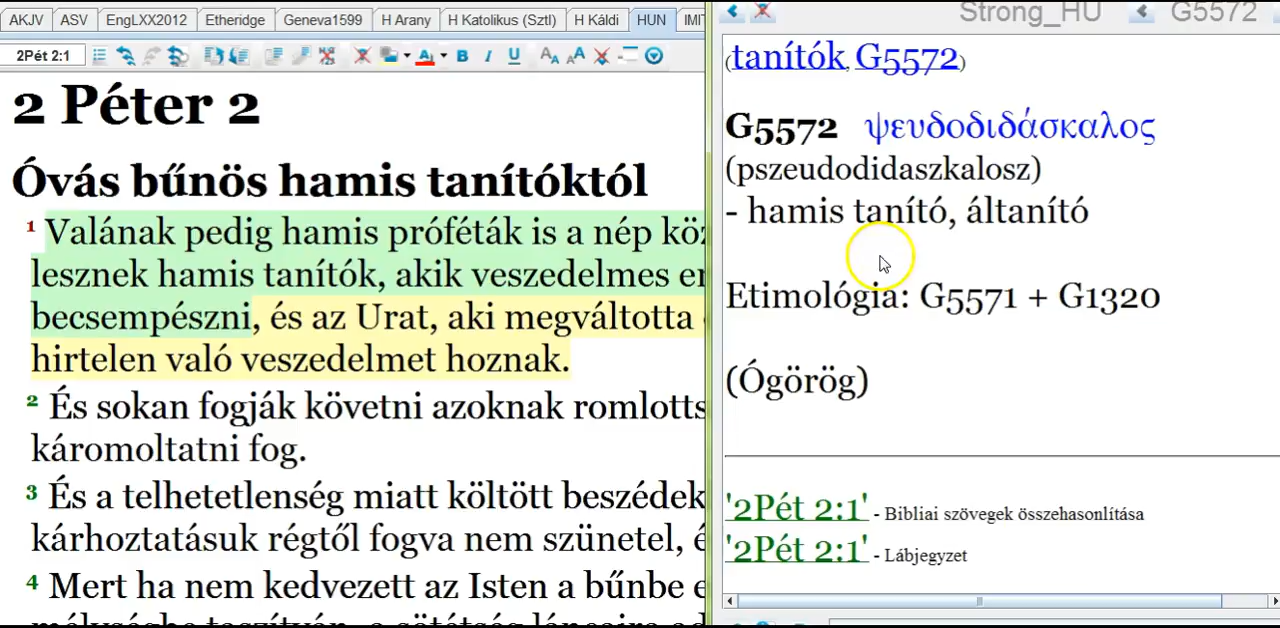 AKJV ASV EngLXX2012 Etheridge Geneva1599 H Arany H Katolikus (Sztl) H Káldi HUN
2Pét 2:1
2 Péter 2
Óvás bűnös hamis tanítóktól
1 Valának pedig hamis próféták is a nép
lesznek hamis tanítók, akik veszedelmes
becsempészni, és az Urat, aki megváltotta
hirtelen való veszedelmet hoznak.
2 És sokan fogják követni azoknak
káromoltatni fog.
3 És a telhetetlenség miatt költött beszédek
kárhoztatásuk régtől fogva nem szünetel,
4 Mert ha nem kedvezett az Isten a bűnbe
Strong_HU G5572
(tanítók, G5572)
G5572 ψευδοδιδάσκαλος
(pszeudodidaszkalosz)
- hamis tanító, áltanító
Etimológia: G5571 + G1320
(Ógörög)
'2Pét 2:1' - Bibliai szövegek összehasonlítása
'2Pét 2:1' - Lábjegyzet